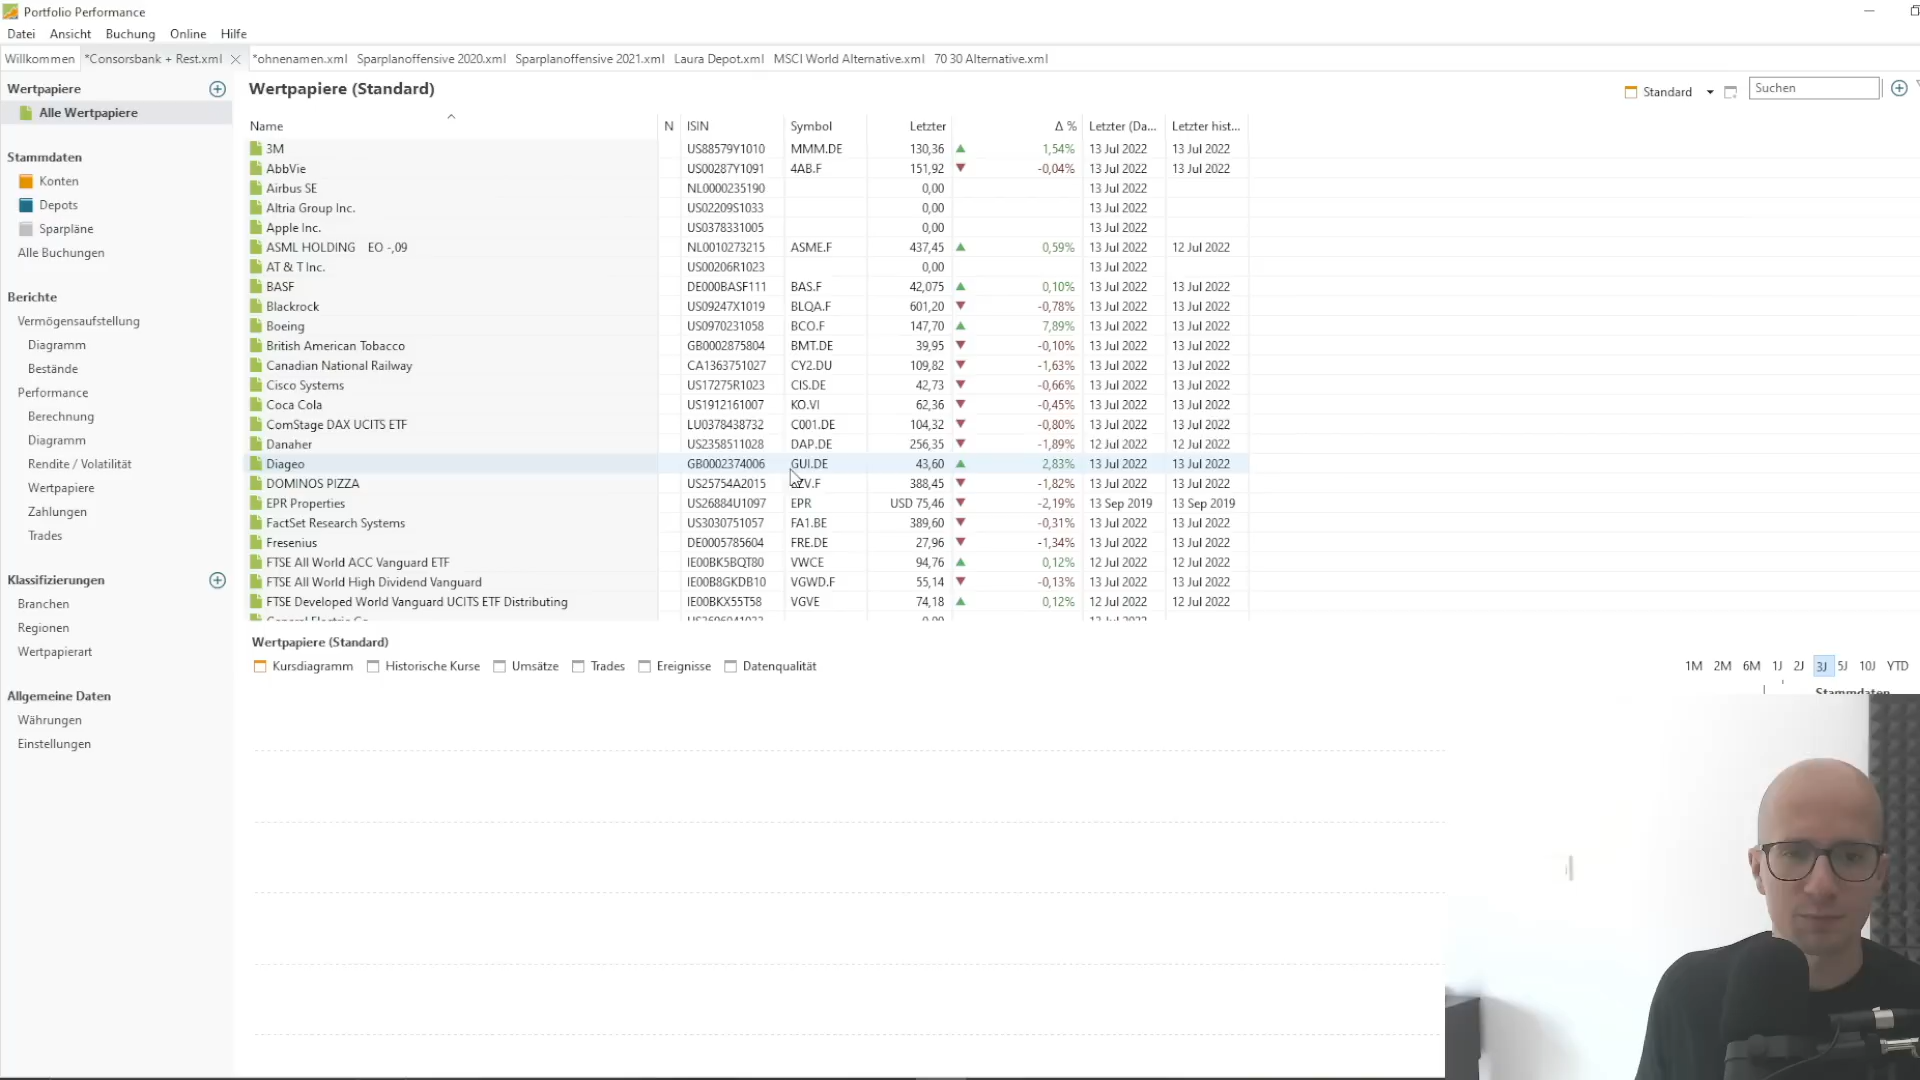 Portfolio Performance
Datei Ansicht Buchung Online Hilfe
Willkommen *Consorsbank + Rest.xml *ohnenamen.xml Sparplanoffensive 2020.xml Sparplanoffensive 2021.xml Laura Depot.xml MSCI World Alternative.xml 70 30 Alternative.xml
Wertpapiere
Alle Wertpapiere
Stammdaten
Konten
Depots
Sparpläne
Alle Buchungen
Berichte
Vermögensaufstellung
Diagramm
Bestände
Performance
Berechnung
Diagramm
Rendite / Volatilität
Wertpapiere
Zahlungen
Trades
Klassifizierungen
Branchen
Regionen
Wertpapierart
Allgemeine Daten
Währungen
Einstellungen
Wertpapiere (Standard)
Standard
Suchen
Name N ISIN Symbol Letzter Δ % Letzter (Da... Letzter hist...
3M US88579Y1010 MMM.DE 130,36 1,54% 13 Jul 2022 13 Jul 2022
AbbVie US00287Y1091 4AB.F 151,92 -0,04% 13 Jul 2022 13 Jul 2022
Airbus SE NL0000235190 0,00 13 Jul 2022
Altria Group Inc. US02209S1033 0,00 13 Jul 2022
Apple Inc. US0378331005 0,00 13 Jul 2022
ASML HOLDING EO -,09 NL0010273215 ASME.F 437,45 0,59% 13 Jul 2022 12 Jul 2022
AT & T Inc. US00206R1023 0,00 13 Jul 2022
BASF DE000BASF111 BAS.F 42,075 0,10% 13 Jul 2022 13 Jul 2022
Blackrock US09247X1019 BLQA.F 601,20 -0,78% 13 Jul 2022 13 Jul 2022
Boeing US0970231058 BCO.F 147,70 7,89% 13 Jul 2022 13 Jul 2022
British American Tobacco GB0002875804 BMT.DE 39,95 -0,10% 13 Jul 2022 13 Jul 2022
Canadian National Railway CA1363751027 CY2.DU 109,82 -1,63% 13 Jul 2022 13 Jul 2022
Cisco Systems US17275R1023 CIS.DE 42,73 -0,66% 13 Jul 2022 13 Jul 2022
Coca Cola US1912161007 KO.VI 62,36 -0,45% 13 Jul 2022 13 Jul 2022
ComStage DAX UCITS ETF LU0378438732 C001.DE 104,32 -0,80% 13 Jul 2022 13 Jul 2022
Danaher US2358511028 DAP.DE 256,35 -1,89% 12 Jul 2022 12 Jul 2022
Diageo GB0002374006 GUI.DE 43,60 2,83% 13 Jul 2022 13 Jul 2022
DOMINOS PIZZA US25754A2015 388,45 -1,82% 13 Jul 2022 13 Jul 2022
EPR Properties US26884U1097 EPR USD 75,46 -2,19% 13 Sep 2019 13 Sep 2019
FactSet Research Systems US3030751057 FA1.BE 389,60 -0,31% 13 Jul 2022 13 Jul 2022
Fresenius DE0005785604 FRE.DE 27,96 -1,34% 13 Jul 2022 13 Jul 2022
FTSE All World ACC Vanguard ETF IE00BK5BQT80 VWCE 94,76 0,12% 12 Jul 2022 12 Jul 2022
FTSE All World High Dividend Vanguard IE00B8GKDB10 VGWD.F 55,14 -0,13% 13 Jul 2022 13 Jul 2022
FTSE Developed World Vanguard UCITS ETF Distributing IE00BKX55T58 VGVE 74,18 0,12% 12 Jul 2022 12 Jul 2022
Wertpapiere (Standard)
Kursdiagramm Historische Kurse Umsätze Trades Ereignisse Datenqualität
1M 2M 6M 1J 2J 3J 5J 10J YTD
Stammdaten